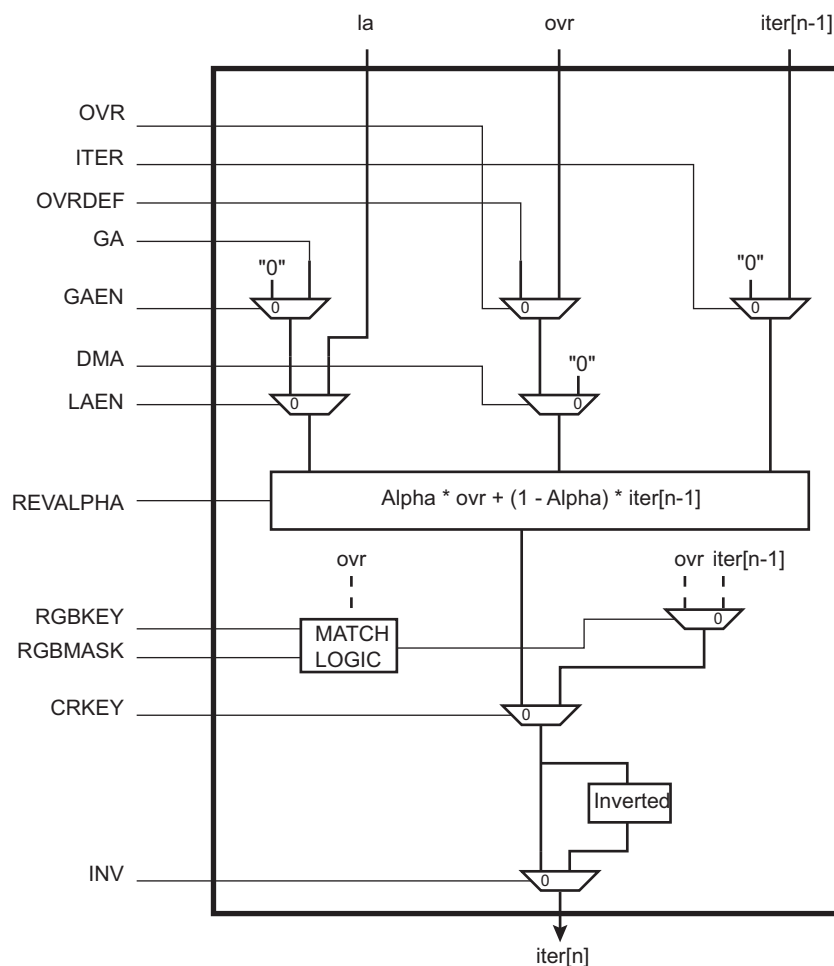 la ovr iter[n-1]
OVR
ITER
OVRDEF
GA
"0" "0"
GAEN 0 0 0
DMA "0"
LAEN 0 0
REVALPHA Alpha * ovr + (1 - Alpha) * iter[n-1]
ovr ovr iter[n-1]
RGBKEY MATCH 0
RGBMASK LOGIC
CRKEY 0
Inverted
INV 0
iter[n]